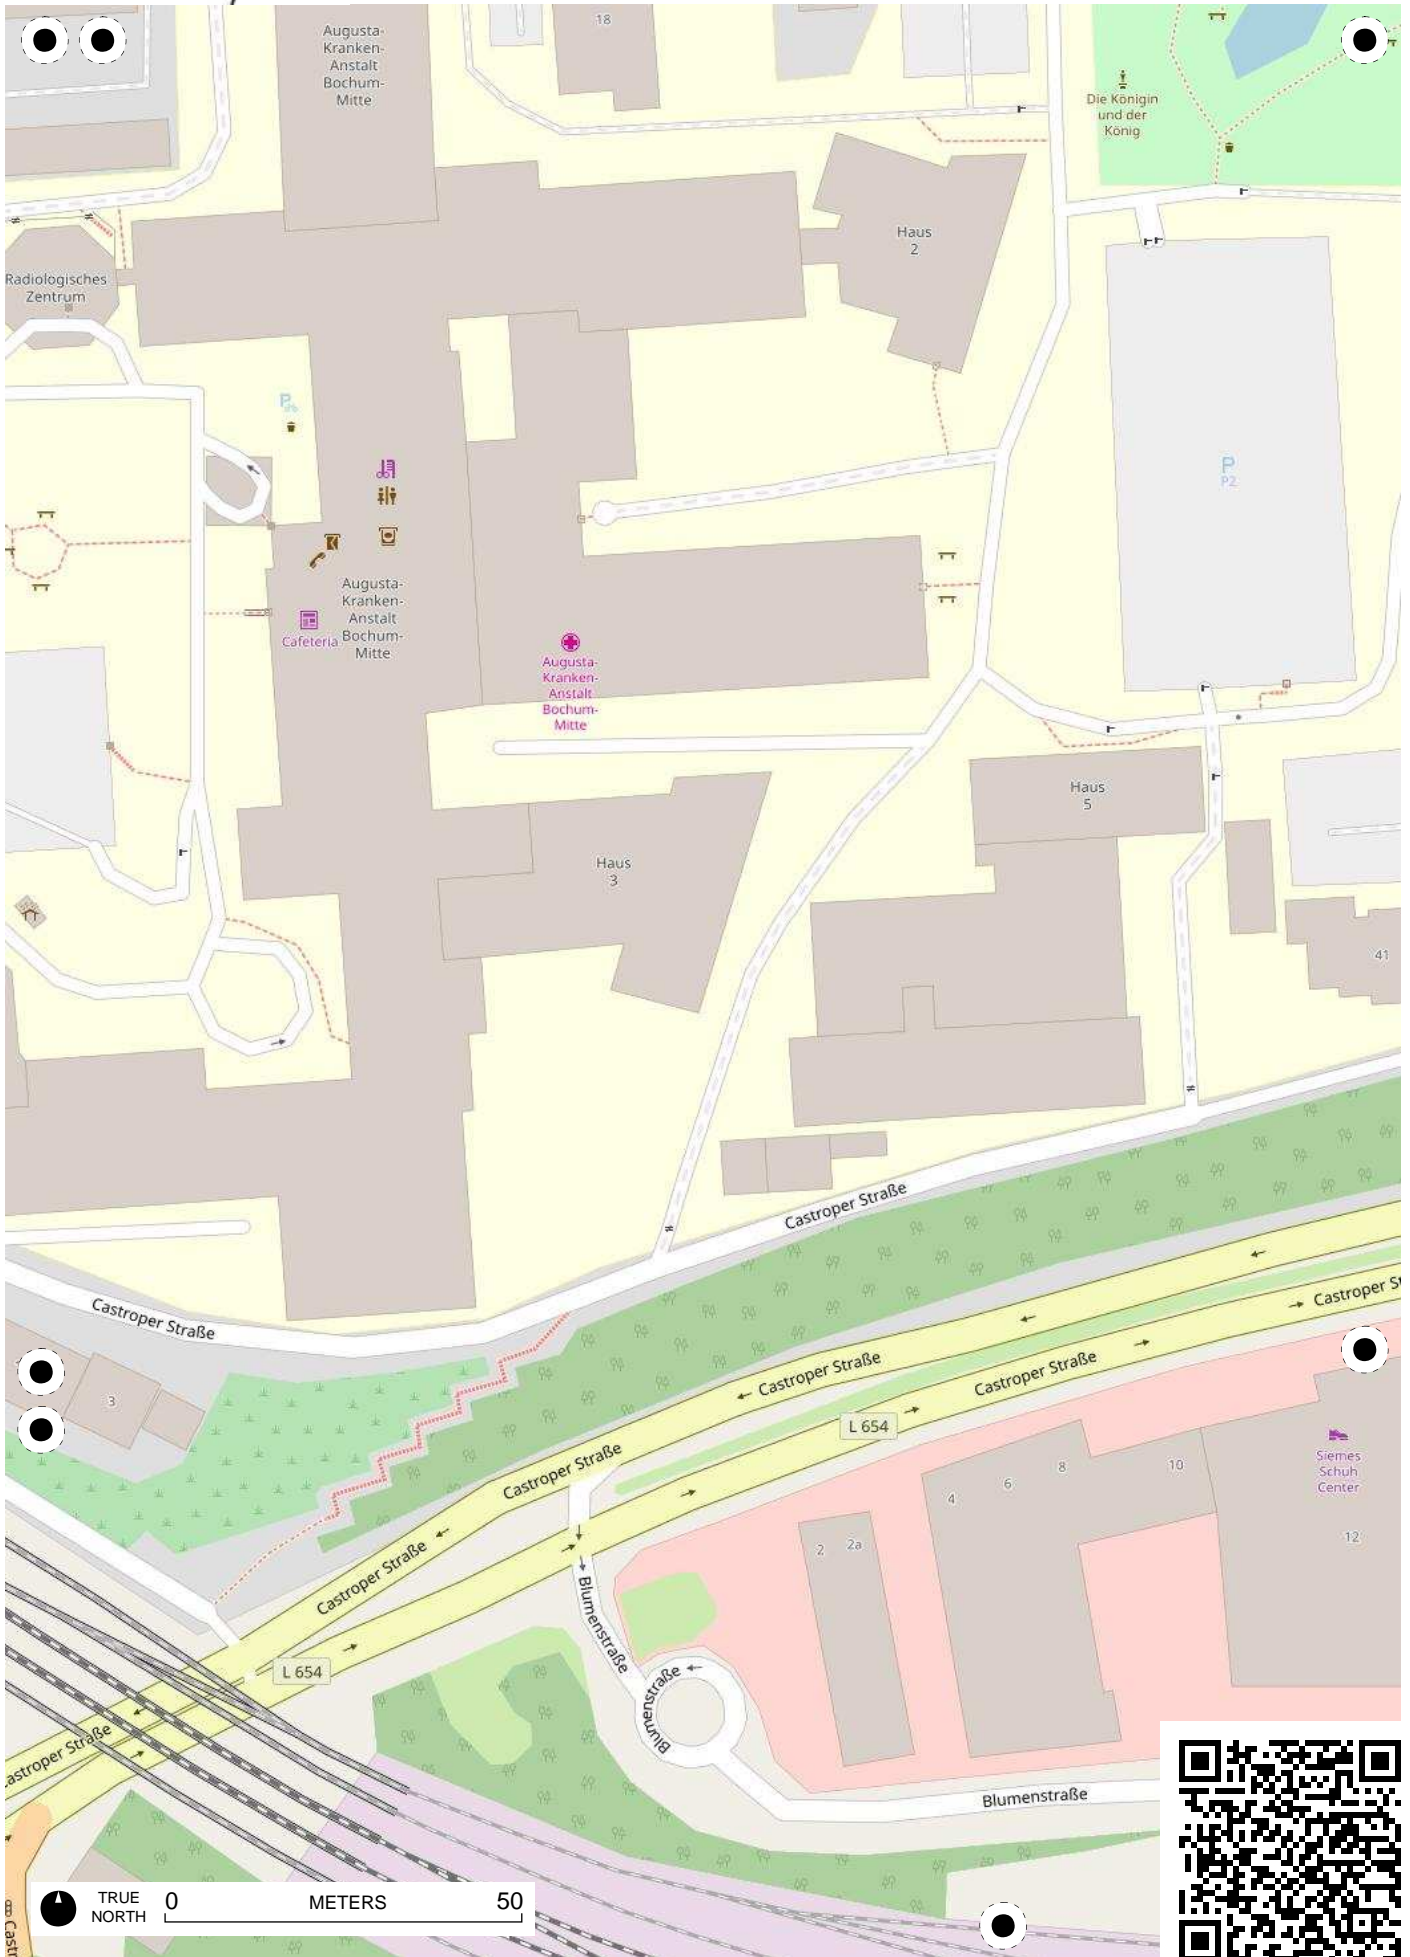 Augusta-
Kranken-
Anstalt
Bochum-
Mitte
18
Die Königin
und der
König
Haus
2
Radiologisches
Zentrum
P
P
P2
Augusta-
Kranken-
Anstalt
Bochum-
Mitte
Cafeteria
Augusta-
Kranken-
Anstalt
Bochum-
Mitte
Haus
5
Haus
3
41
Castroper Straße
Castroper Straße
Castroper St
3
Castroper Straße
Castroper Straße
L 654
Castroper Straße
Siemes
Schuh
Center
4
6
8
10
12
2
2a
Castroper Straße
Blumenstraße
L 654
Blumenstraße
astroper Straße
Blumenstraße
TRUE
NORTH
0
METERS
50
Castr